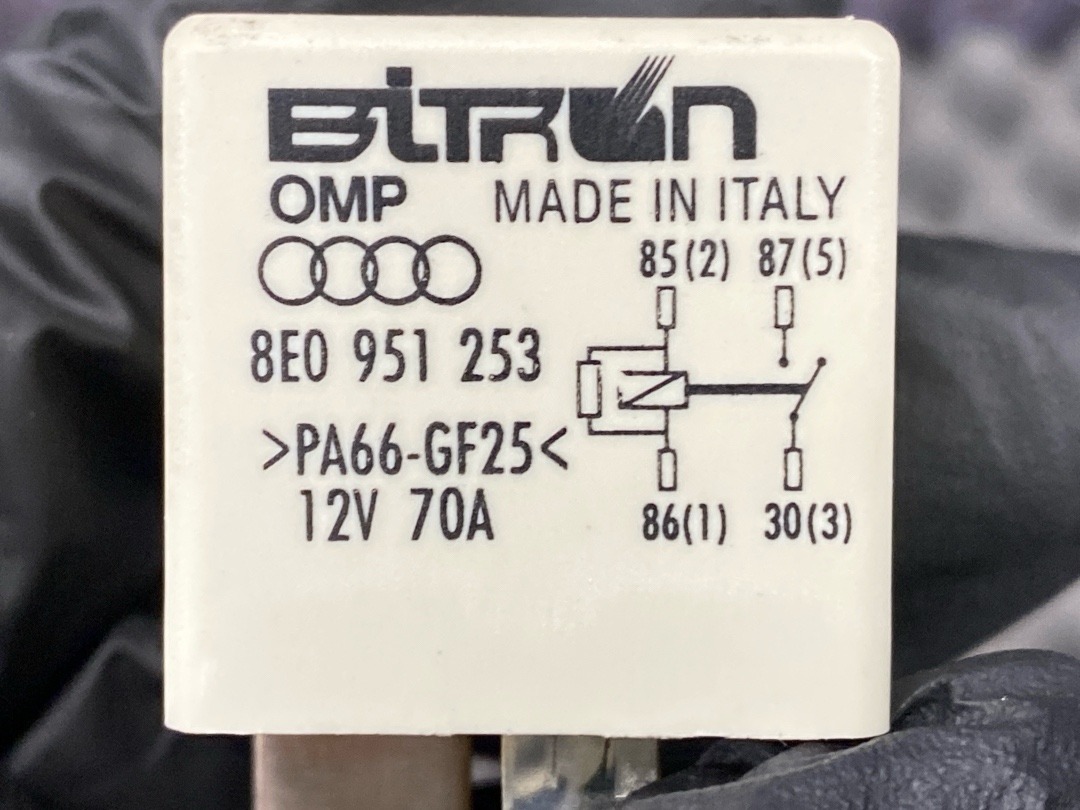 BiTRON
OMP MADE IN ITALY
85(2) 87(5)
8E0 951 253
>PA66-GF25<
12V 70A
86(1) 30(3)